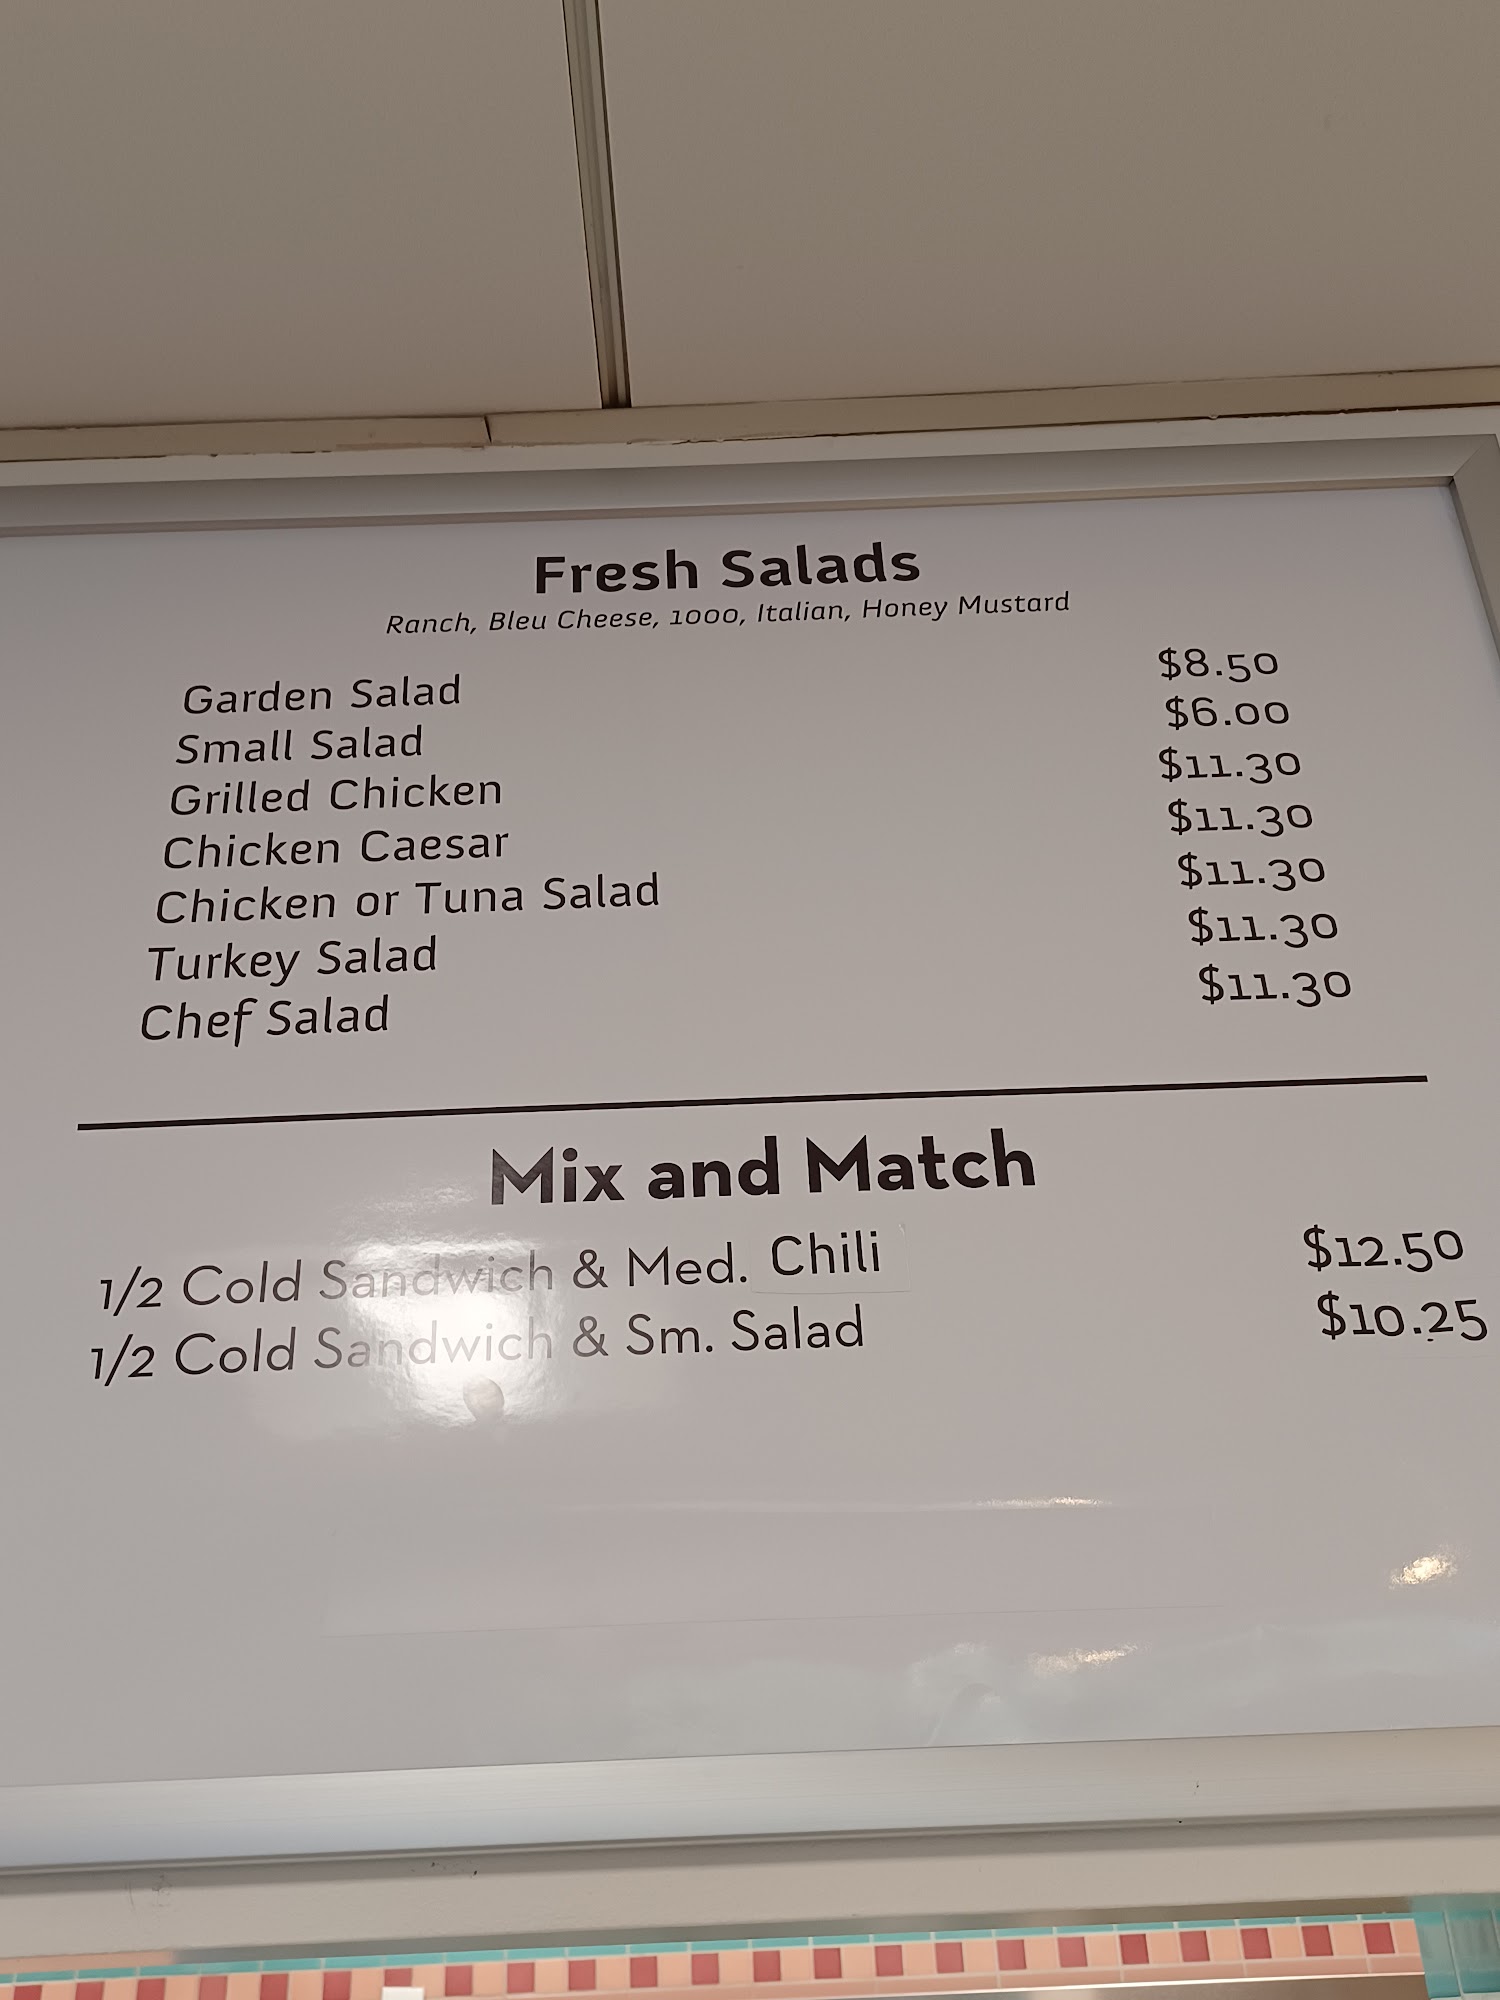 Fresh Salads
Ranch, Bleu Cheese, 1000, Italian, Honey Mustard
Garden Salad $8.50
Small Salad $6.00
Grilled Chicken $11.30
Chicken Caesar $11.30
Chicken or Tuna Salad $11.30
Turkey Salad $11.30
Chef Salad $11.30
Mix and Match
1/2 Cold Sandwich & Med. Chili $12.50
1/2 Cold Sandwich & Sm. Salad $10.25